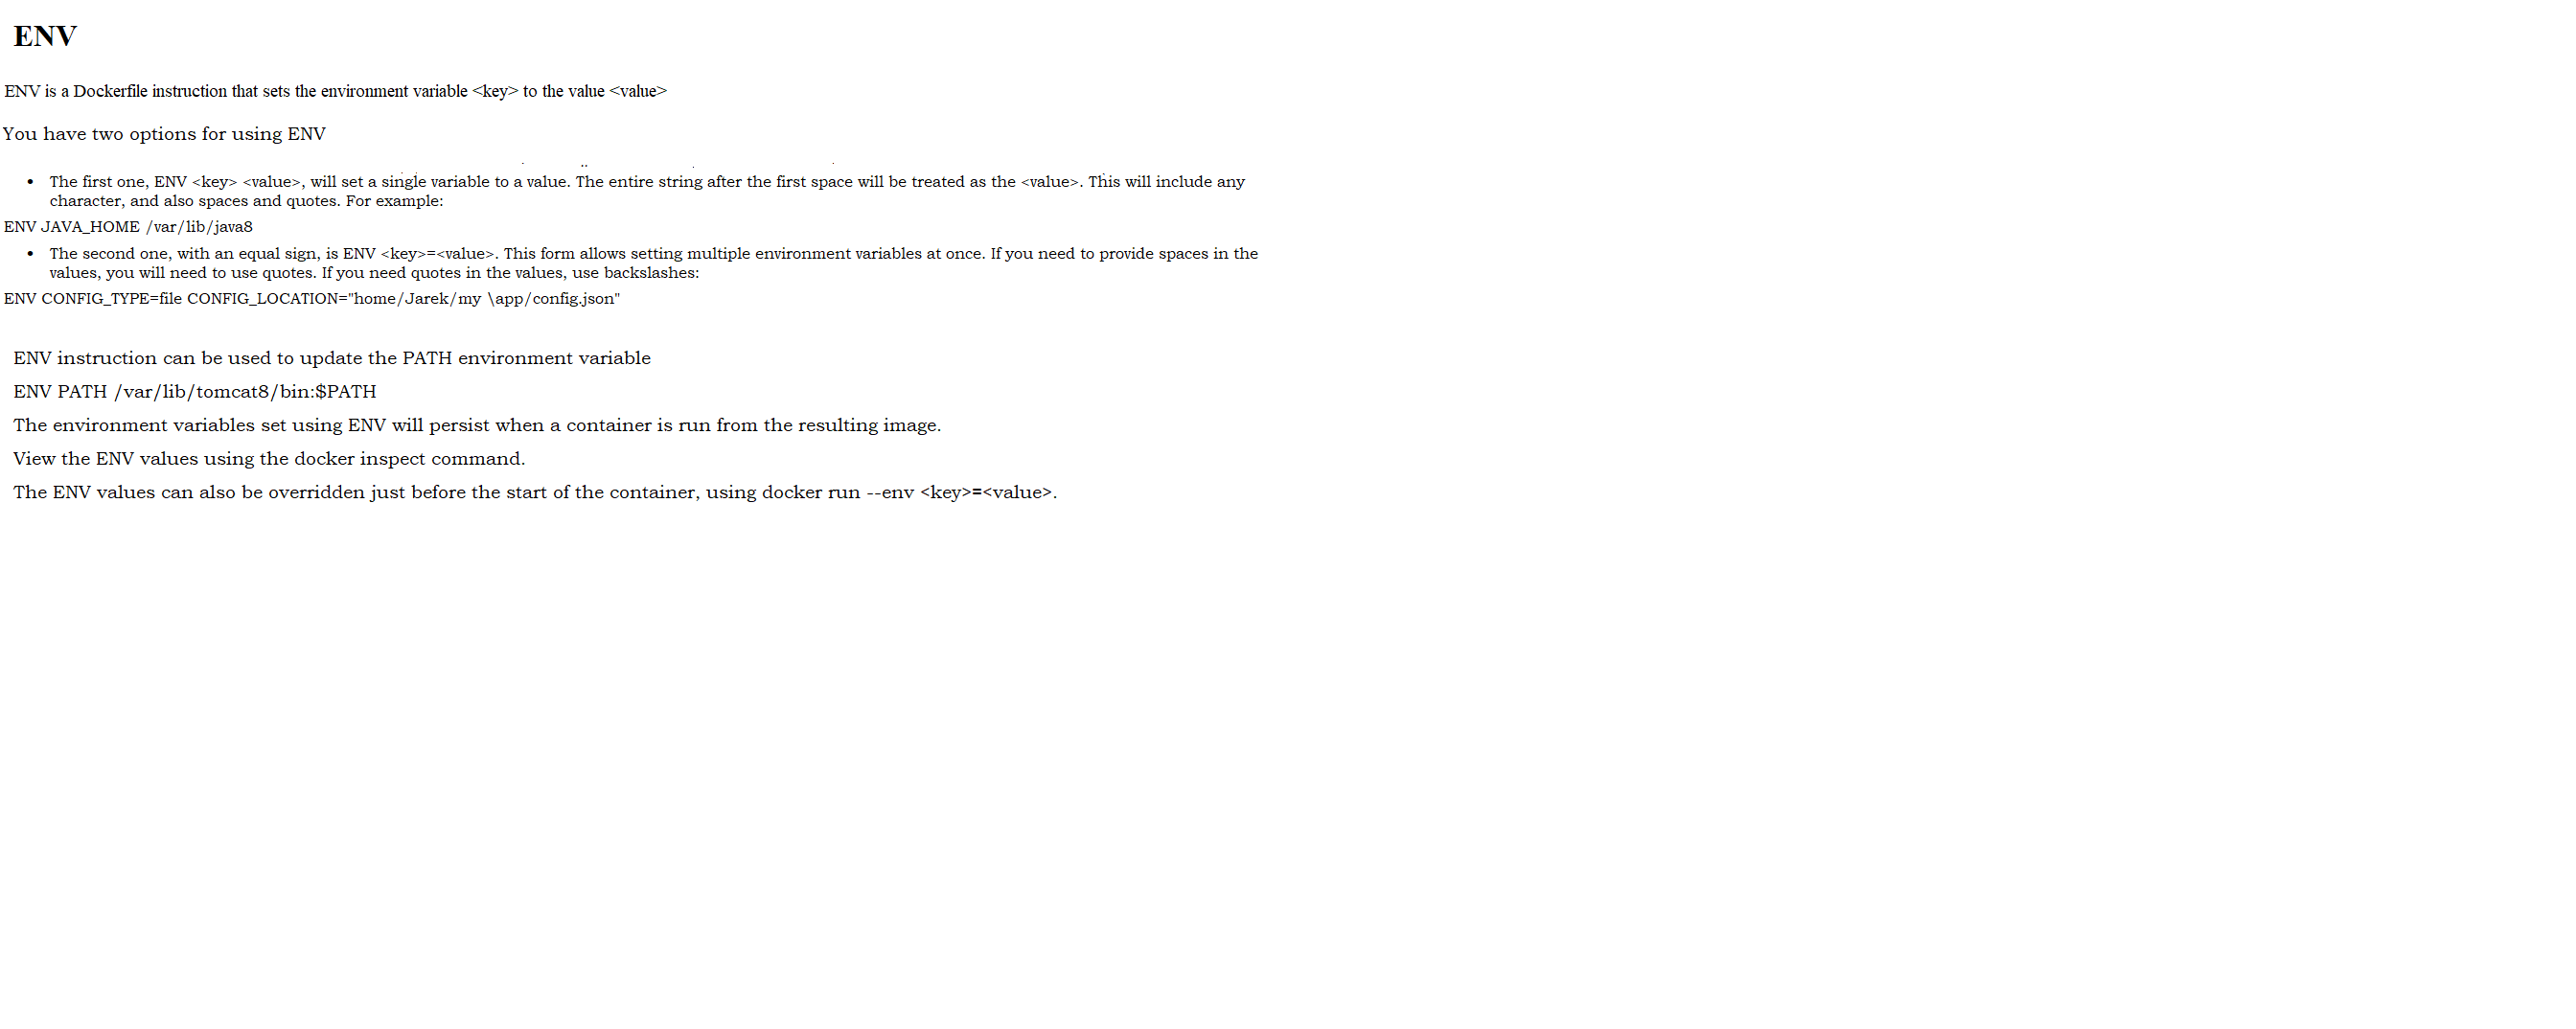 ENV
ENV is a Dockerfile instruction that sets the environment variable <key> to the value <value>
You have two options for using ENV
• The first one, ENV <key> <value>, will set a single variable to a value. The entire string after the first space will be treated as the <value>. This will include any
character, and also spaces and quotes. For example:
ENV JAVA_HOME /var/lib/java8
• The second one, with an equal sign, is ENV <key>=<value>. This form allows setting multiple environment variables at once. If you need to provide spaces in the
values, you will need to use quotes. If you need quotes in the values, use backslashes:
ENV CONFIG_TYPE=file CONFIG_LOCATION="home/Jarek/my \app/config.json"
ENV instruction can be used to update the PATH environment variable
ENV PATH /var/lib/tomcat8/bin:$PATH
The environment variables set using ENV will persist when a container is run from the resulting image.
View the ENV values using the docker inspect command.
The ENV values can also be overridden just before the start of the container, using docker run --env <key>=<value>.